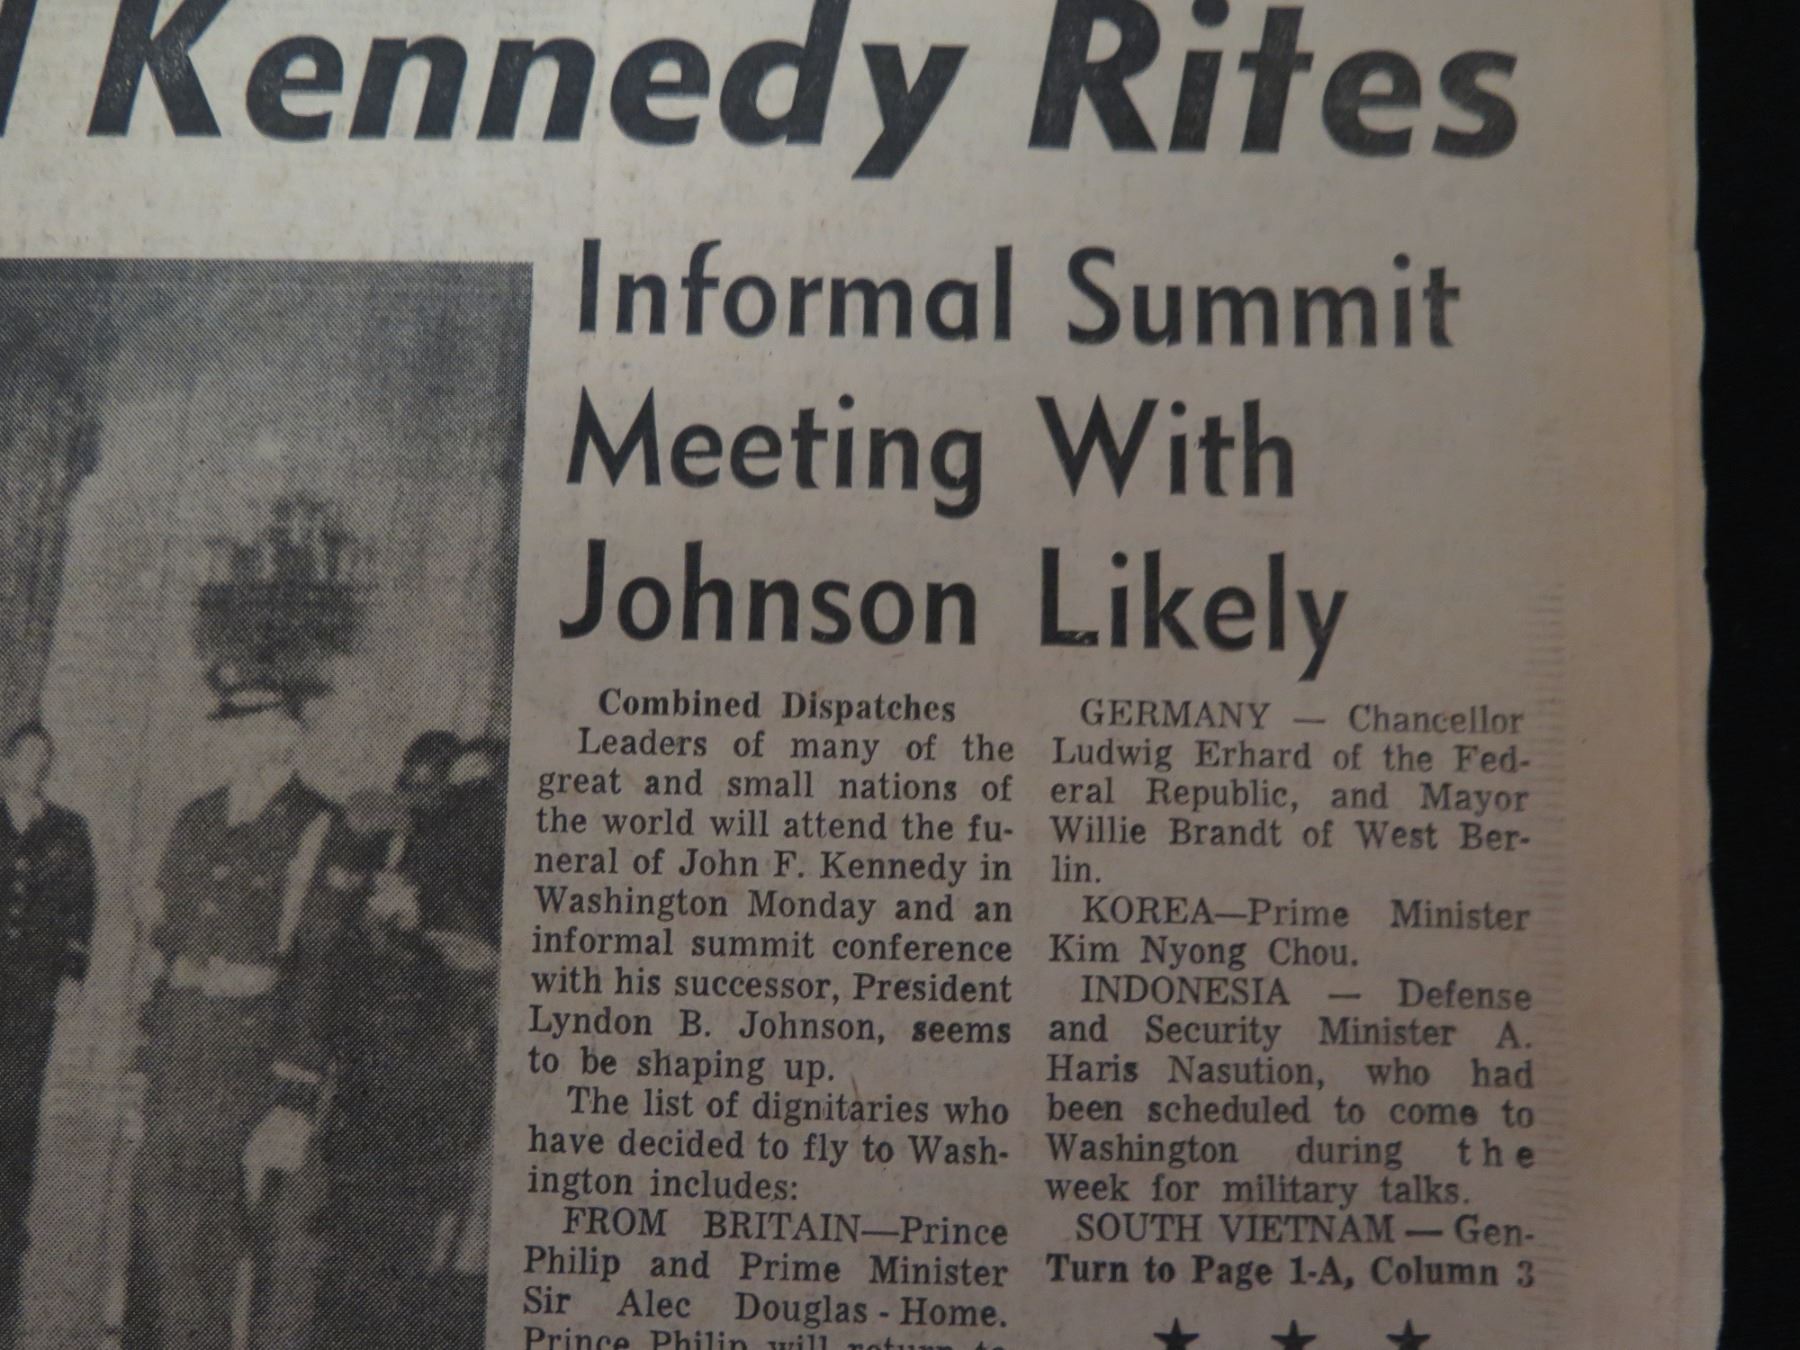 Kennedy Rites
Informal Summit
Meeting With
Johnson Likely
Combined Dispatches
Leaders of many of the
great and small nations of
the world will attend the fu-
neral of John F. Kennedy in
Washington Monday and an
informal summit conference
with his successor, President
Lyndon B. Johnson, seems
to be shaping up.
The list of dignitaries who
have decided to fly to Wash-
ington includes:
FROM BRITAIN—Prince
Philip and Prime Minister
Sir Alec Douglas - Home.
Prince Philip will return to
GERMANY — Chancellor
Ludwig Erhard of the Fed-
eral Republic, and Mayor
Willie Brandt of West Ber-
lin.
KOREA—Prime Minister
Kim Nyong Chou.
INDONESIA — Defense
and Security Minister A.
Haris Nasution, who had
been scheduled to come to
Washington during the
week for military talks.
SOUTH VIETNAM — Gen-
Turn to Page 1-A, Column 3